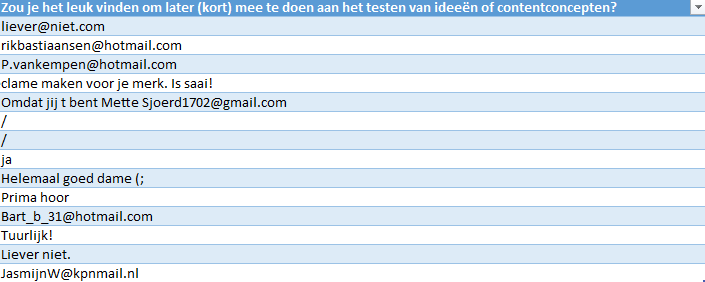 Zou je het leuk vinden om later (kort) mee te doen aan het testen van ideeën of contentconcepten?
liever@niet.com
rikbastiaansen@hotmail.com
P.vankempen@hotmail.com
clame maken voor je merk. Is saai!
Omdat jij t bent Mette Sjoerd1702@gmail.com
/
/
ja
Helemaal goed dame (;
Prima hoor
Bart_b_31@hotmail.com
Tuurlijk!
Liever niet.
JasmijnW@kpnmail.nl